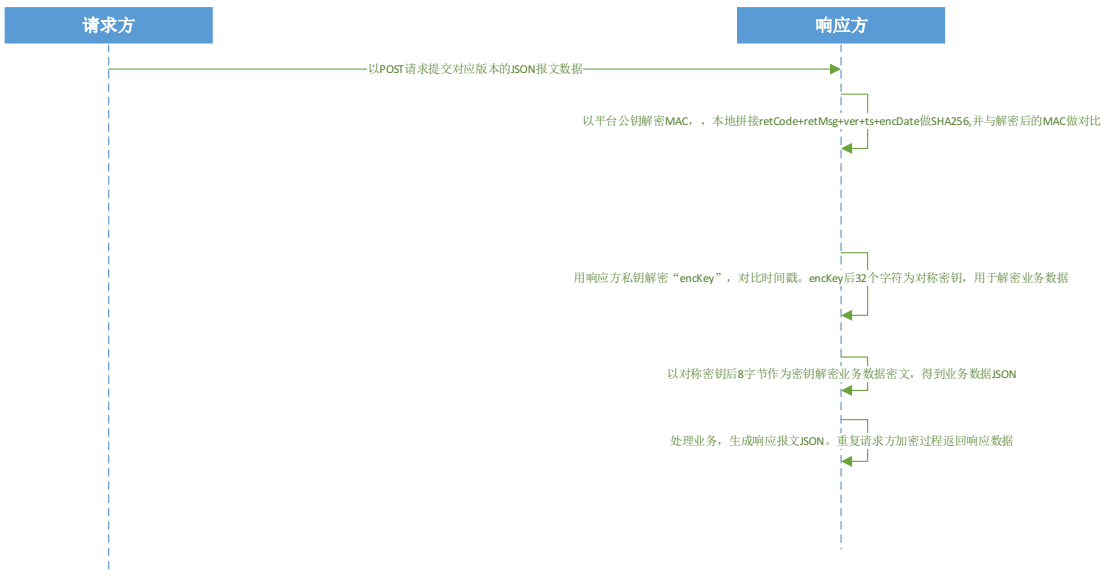 请求方
响应方
以POST请求提交对应版本的JSON报文数据
以平台公钥解密MAC，，本地拼接retCode+retMsg+ver+ts+encDate做SHA256,并与解密后的MAC做对比
用响应方私钥解密“encKey”，对比时间戳。encKey后32个字符为对称密钥，用于解密业务数据
以对称密钥后8字节作为密钥解密业务数据密文，得到业务数据JSON
处理业务，生成响应报文JSON。重复请求方加密过程返回响应数据